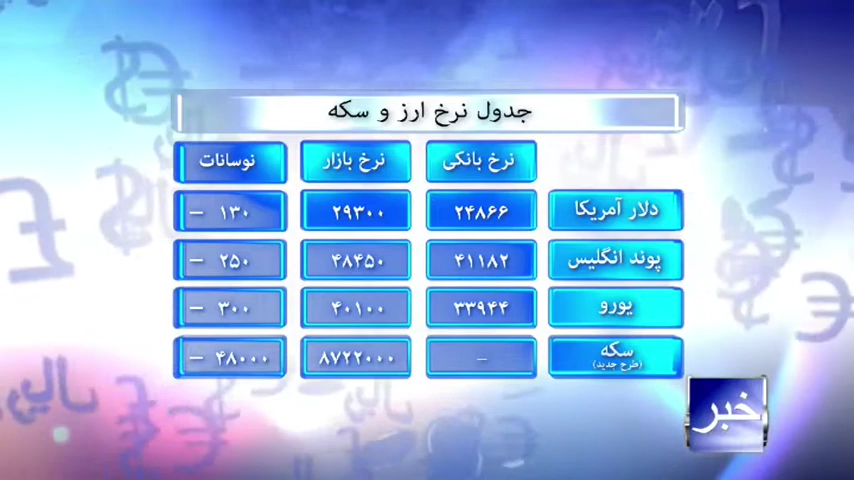 جدول نرخ ارز و سکه
نرخ بانکی نرخ بازار نوسانات
دلار آمریکا ۲۴۸۶۶ ۲۹۳۰۰ ۱۳۰ –
پوند انگلیس ۴۱۱۸۲ ۴۸۴۵۰ ۲۵۰ –
یورو ۳۳۹۴۴ ۴۰۱۰۰ ۳۰۰ –
سکه – ۸۷۲۲۰۰۰ ۴۸۰۰۰ –
(طرح جدید)
خبر
ریال